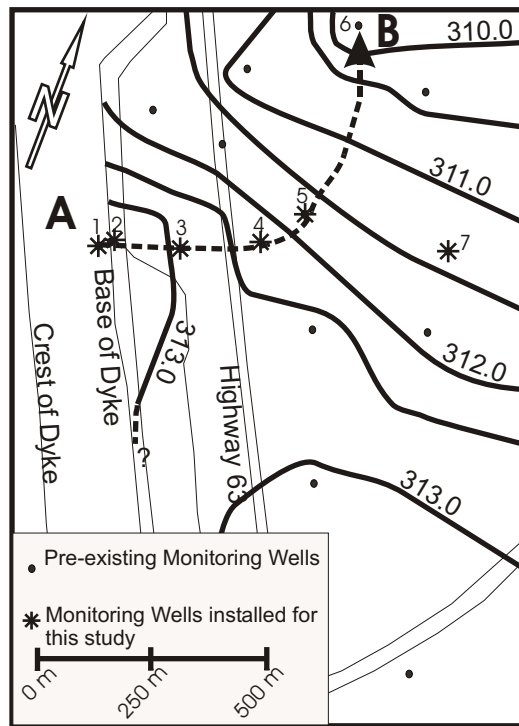 6
B
310.0
N
311.0
A
1
2
3
4
5
7
Base of Dyke
313.0
312.0
Crest of Dyke
Highway 63
?
313.0
Pre-existing Monitoring Wells
Monitoring Wells installed for
this study
0 m
250 m
500 m